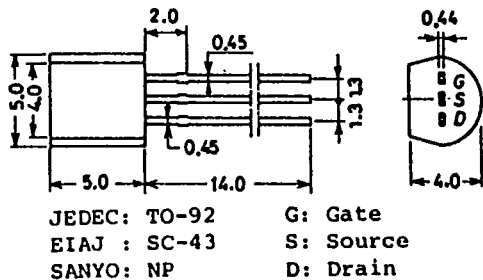 2.0
0.45
0.44
5.0
4.0
1.3
1.3
G
S
D
0.45
5.0
14.0
4.0
JEDEC: TO-92 G: Gate
EIAJ : SC-43 S: Source
SANYO: NP D: Drain